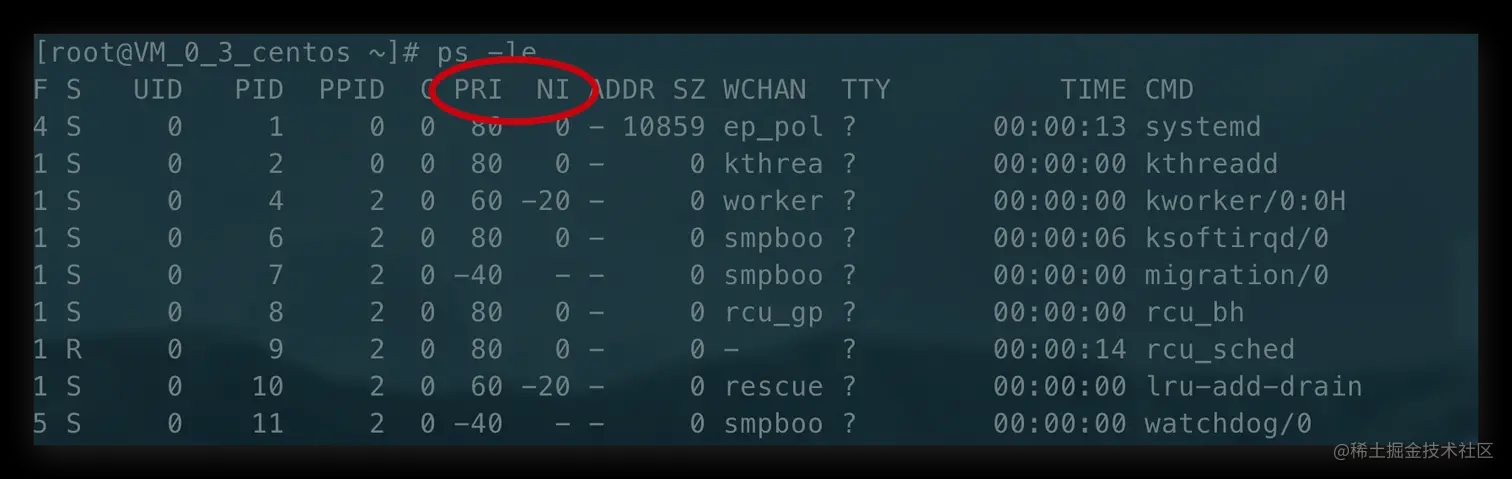 [root@VM_0_3_centos ~]# ps -le
F S UID PID PPID C PRI NI ADDR SZ WCHAN TTY TIME CMD
4 S 0 1 0 0 80 0 - 10859 ep_pol ? 00:00:13 systemd
1 S 0 2 0 0 80 0 - 0 kthrea ? 00:00:00 kthreadd
1 S 0 4 2 0 60 -20 - 0 worker ? 00:00:00 kworker/0:0H
1 S 0 6 2 0 80 0 - 0 smpboo ? 00:00:06 ksoftirqd/0
1 S 0 7 2 0 -40 - - 0 smpboo ? 00:00:00 migration/0
1 S 0 8 2 0 80 0 - 0 rcu_gp ? 00:00:00 rcu_bh
1 R 0 9 2 0 80 0 - 0 - ? 00:00:14 rcu_sched
1 S 0 10 2 0 60 -20 - 0 rescue ? 00:00:00 lru-add-drain
5 S 0 11 2 0 -40 - - 0 smpboo ? 00:00:00 watchdog/0
@稀土掘金技术社区